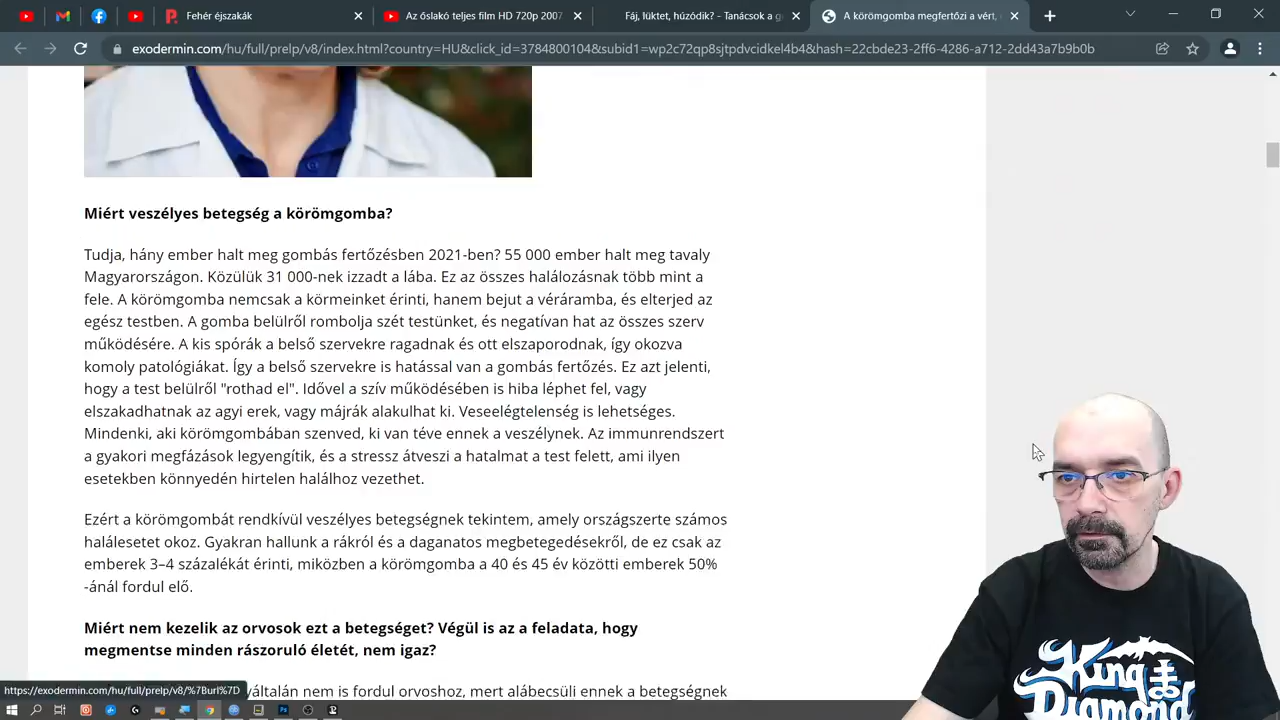 Fehér éjszakák
Az őslakó teljes film HD 720p 2007
Fáj, lüktet, húzódik? - Tanácsok a g
A körömgomba megfertőzi a vért,
exodermin.com/hu/full/prelp/v8/index.html?country=HU&click_id=3784800104&subid1=wp2c72qp8sjtpdvcidkel4b4&hash=22cbde23-2ff6-4286-a712-2dd43a7b9b0b
Miért veszélyes betegség a körömgomba?
Tudja, hány ember halt meg gombás fertőzésben 2021-ben? 55 000 ember halt meg tavaly
Magyarországon. Közülük 31 000-nek izzadt a lába. Ez az összes halálozásnak több mint a
fele. A körömgomba nemcsak a körmeinket érinti, hanem bejut a véráramba, és elterjed az
egész testben. A gomba belülről rombolja szét testünket, és negatívan hat az összes szerv
működésére. A kis spórák a belső szervekre ragadnak és ott elszaporodnak, így okozva
komoly patológiákat. Így a belső szervekre is hatással van a gombás fertőzés. Ez azt jelenti,
hogy a test belülről "rothad el". Idővel a szív működésében is hiba léphet fel, vagy
elszakadhatnak az agyi erek, vagy májrák alakulhat ki. Veseelégtelenség is lehetséges.
Mindenki, aki körömgombában szenved, ki van téve ennek a veszélynek. Az immunrendszert
a gyakori megfázások legyengítik, és a stressz átveszi a hatalmat a test felett, ami ilyen
esetekben könnyedén hirtelen halálhoz vezethet.
Ezért a körömgombát rendkívül veszélyes betegségnek tekintem, amely országszerte számos
halálesetet okoz. Gyakran hallunk a rákról és a daganatos megbetegedésekről, de ez csak az
emberek 3–4 százalékát érinti, miközben a körömgomba a 40 és 45 év közötti emberek 50%
-ánál fordul elő.
Miért nem kezelik az orvosok ezt a betegséget? Végül is az a feladata, hogy
megmentse minden rászoruló életét, nem igaz?
általán nem is fordul orvoshoz, mert alábecsüli ennek a betegségnek
https://exodermin.com/hu/full/prelp/v8/%7Burl%7D
King
Diamond